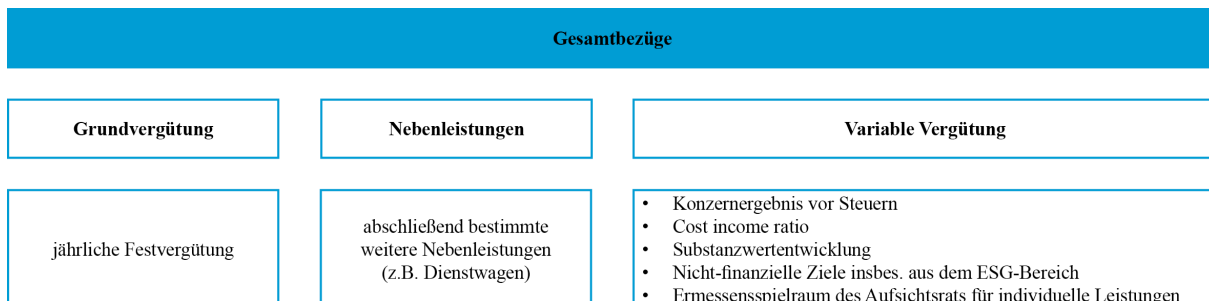 Gesamtbezüge
Grundvergütung
Nebenleistungen
Variable Vergütung
jährliche Festvergütung
abschließend bestimmte
weitere Nebenleistungen
(z.B. Dienstwagen)
• Konzernergebnis vor Steuern
• Cost income ratio
• Substanzwertentwicklung
• Nicht-finanzielle Ziele insbes. aus dem ESG-Bereich
• Ermessensspielraum des Aufsichtsrats für individuelle Leistungen